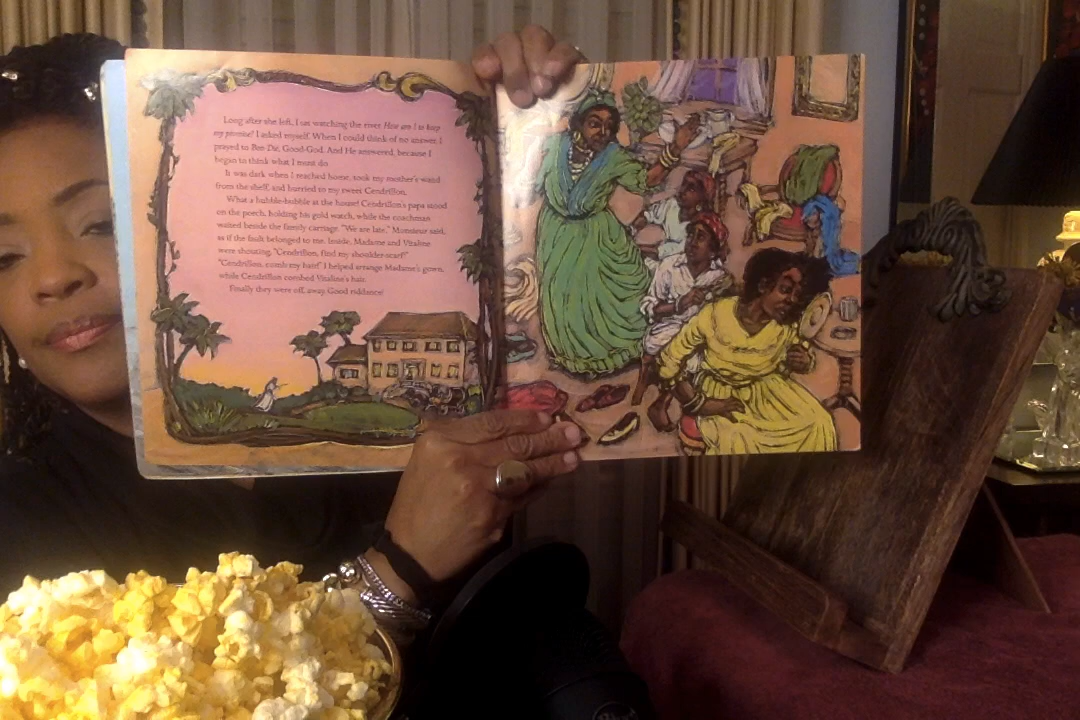 Long after she left, I sat watching the river. How am I to keep
my promise? I asked myself. When I could think of no answer, I
prayed to Bon-Dié, Good-God. And He answered, because I
began to think what I must do.
It was dark when I reached home, took my mother's wand
from the shelf, and hurried to my sweet Cendrillon.
What a hubble-bubble at the house! Cendrillon's papa stood
on the porch, holding his gold watch, while the coachman
waited beside the family carriage. "We are late," Monsieur said,
as if the fault belonged to me. Inside, Madame and Vitaline
were shouting, "Cendrillon, find my shoulder-scarf!"
"Cendrillon, comb my hair!" I helped arrange Madame's gown,
while Cendrillon combed Vitaline's hair.
Finally they were off, away. Good riddance!